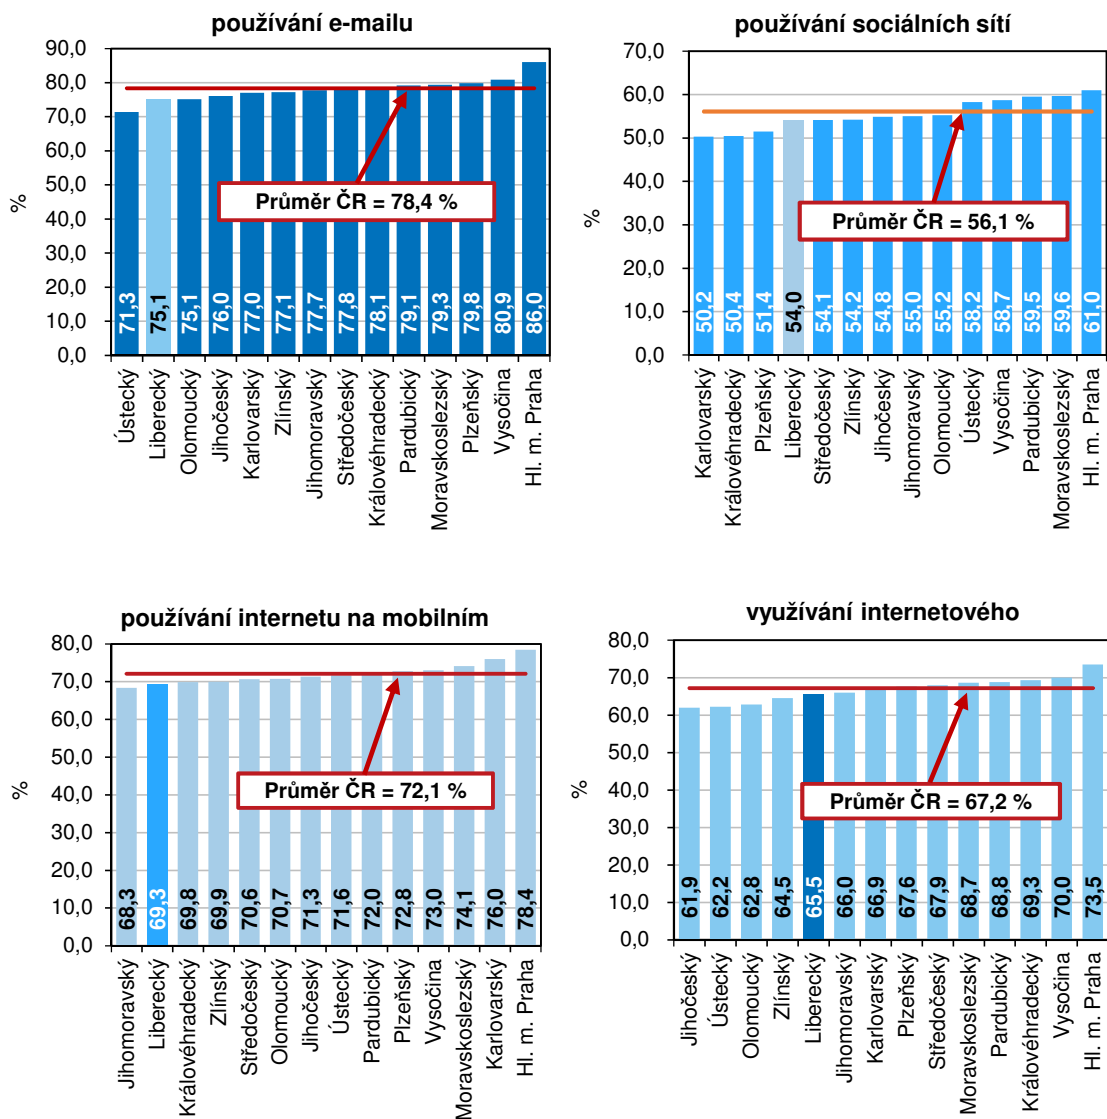 používání e-mailu
90,0
80,0
70,0
60,0
50,0
40,0
30,0
20,0
10,0
0,0
%
Průměr ČR = 78,4 %
71,3
75,1
75,1
76,0
77,0
77,1
77,7
77,8
78,1
79,1
79,3
79,8
80,9
86,0
Ústecký
Liberecký
Olomoucký
Jihočeský
Karlovarský
Zlínský
Jihomoravský
Středočeský
Královéhradecký
Pardubický
Moravskoslezský
Plzeňský
Vysočina
Hl. m. Praha
používání sociálních sítí
70,0
60,0
50,0
40,0
30,0
20,0
10,0
0,0
%
Průměr ČR = 56,1 %
50,2
50,4
51,4
54,0
54,1
54,2
54,8
55,0
55,2
58,2
58,7
59,5
59,6
61,0
Karlovarský
Královéhradecký
Plzeňský
Liberecký
Středočeský
Zlínský
Jihočeský
Jihomoravský
Olomoucký
Ústecký
Vysočina
Pardubický
Moravskoslezský
Hl. m. Praha
používání internetu na mobilním
80,0
70,0
60,0
50,0
40,0
30,0
20,0
10,0
0,0
%
Průměr ČR = 72,1 %
68,3
69,3
69,8
69,9
70,6
70,7
71,3
71,6
72,0
72,8
73,0
74,1
76,0
78,4
Jihomoravský
Liberecký
Královéhradecký
Zlínský
Středočeský
Olomoucký
Jihočeský
Ústecký
Pardubický
Plzeňský
Vysočina
Moravskoslezský
Karlovarský
Hl. m. Praha
využívání internetového
80,0
70,0
60,0
50,0
40,0
30,0
20,0
10,0
0,0
%
Průměr ČR = 67,2 %
61,9
62,2
62,8
64,5
65,5
66,0
66,9
67,6
67,9
68,7
68,8
69,3
70,0
73,5
Jihočeský
Ústecký
Olomoucký
Zlínský
Liberecký
Jihomoravský
Karlovarský
Plzeňský
Středočeský
Moravskoslezský
Pardubický
Královéhradecký
Vysočina
Hl. m. Praha